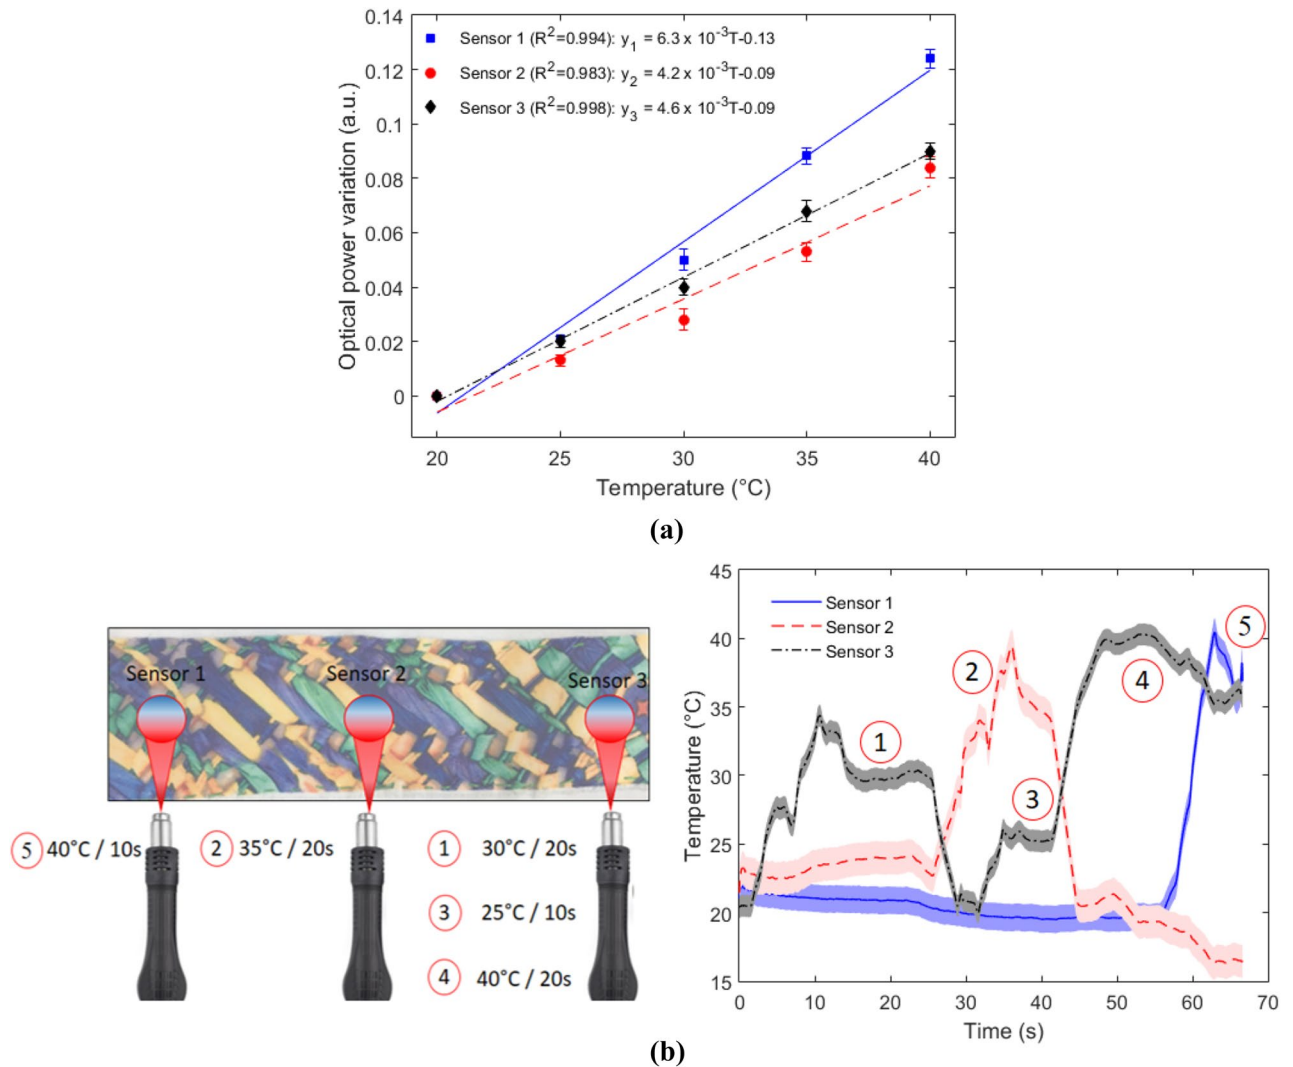 0.14
0.12
0.1
0.08
0.06
0.04
0.02
0
Optical power variation (a.u.)
Sensor 1 (R²=0.994): y₁ = 6.3 x 10⁻³T-0.13
Sensor 2 (R²=0.983): y₂ = 4.2 x 10⁻³T-0.09
Sensor 3 (R²=0.998): y₃ = 4.6 x 10⁻³T-0.09
20 25 30 35 40
Temperature (°C)
(a)
Sensor 1 Sensor 2 Sensor 3
5 40°C / 10s 2 35°C / 20s 1 30°C / 20s
3 25°C / 10s
4 40°C / 20s
45
40
35
30
25
20
15
Temperature (°C)
Sensor 1
Sensor 2
Sensor 3
1
2
3
4
5
0 10 20 30 40 50 60 70
Time (s)
(b)